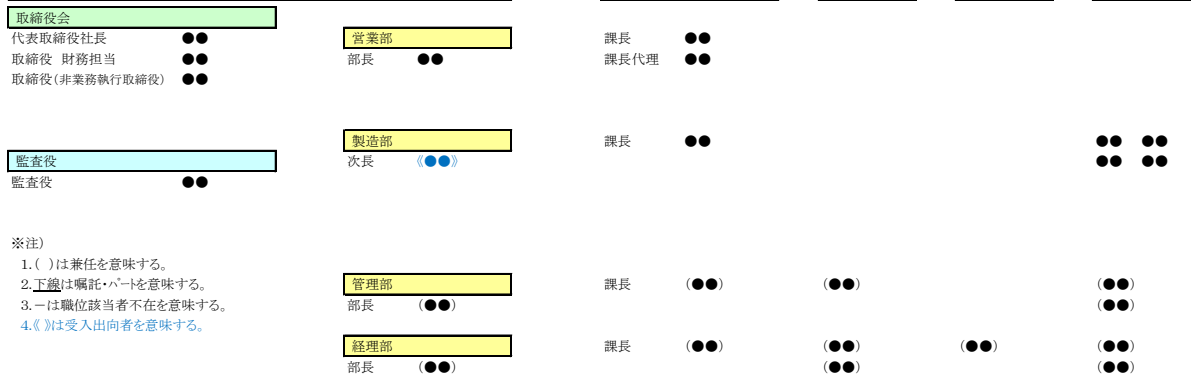 取締役会
代表取締役社長 ●● 営業部 課長 ●●
取締役 財務担当 ●● 部長 ●● 課長代理 ●●
取締役(非業務執行取締役) ●●
製造部 課長 ●● ●● ●●
監査役 次長 《●●》 ●● ●●
監査役 ●●
※注)
1.( )は兼任を意味する。
2.下線は嘱託・パートを意味する。 管理部 課長 (●●) (●●) (●●)
3.－は職位該当者不在を意味する。 部長 (●●) (●●)
4.《 》は受入出向者を意味する。
経理部 課長 (●●) (●●) (●●) (●●)
部長 (●●) (●●) (●●)